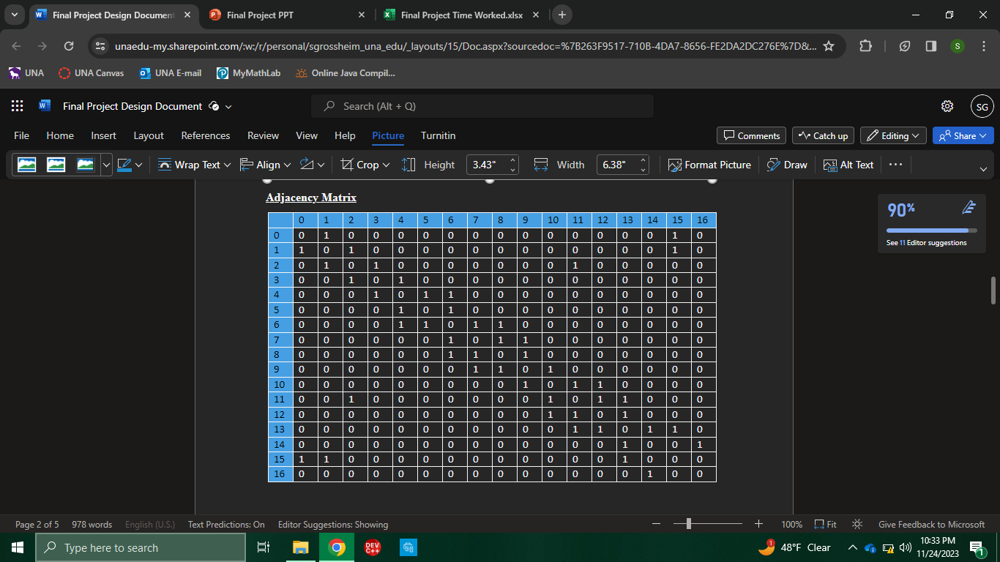 Final Project Design Document Final Project PPT Final Project Time Worked.xlsx
unaedu-my.sharepoint.com/:w:/r/personal/sgrossheim_una_edu/_layouts/15/Doc.aspx?sourcedoc=%7B263F9517-710B-4DA7-8656-FE2DA2DC276E%7D&... S
UNA UNA Canvas UNA E-mail MyMathLab Online Java Compil...
Final Project Design Document Search (Alt + Q) SG
File Home Insert Layout References Review View Help Picture Turnitin Comments Catch up Editing Share
Wrap Text Align Crop Height 3.43" Width 6.38" Format Picture Draw Alt Text ...
Adjacency Matrix
0 1 2 3 4 5 6 7 8 9 10 11 12 13 14 15 16
0 0 1 0 0 0 0 0 0 0 0 0 0 0 0 0 1 0
1 1 0 1 0 0 0 0 0 0 0 0 0 0 0 0 1 0
2 0 1 0 1 0 0 0 0 0 0 0 1 0 0 0 0 0
3 0 0 1 0 1 0 0 0 0 0 0 0 0 0 0 0 0
4 0 0 0 1 0 1 1 0 0 0 0 0 0 0 0 0 0
5 0 0 0 0 1 0 1 0 0 0 0 0 0 0 0 0 0
6 0 0 0 0 1 1 0 1 1 0 0 0 0 0 0 0 0
7 0 0 0 0 0 0 1 0 1 1 0 0 0 0 0 0 0
8 0 0 0 0 0 0 1 1 0 1 0 0 0 0 0 0 0
9 0 0 0 0 0 0 0 1 1 0 1 0 0 0 0 0 0
10 0 0 0 0 0 0 0 0 0 1 0 1 1 0 0 0 0
11 0 0 1 0 0 0 0 0 0 0 1 0 1 1 0 0 0
12 0 0 0 0 0 0 0 0 0 0 1 1 0 1 0 0 0
13 0 0 0 0 0 0 0 0 0 0 0 1 1 0 1 1 0
14 0 0 0 0 0 0 0 0 0 0 0 0 0 1 0 0 1
15 1 1 0 0 0 0 0 0 0 0 0 0 0 1 0 0 0
16 0 0 0 0 0 0 0 0 0 0 0 0 0 0 1 0 0
90%
See 11 Editor suggestions
Page 2 of 5 978 words English (U.S.) Text Predictions: On Editor Suggestions: Showing 100% Fit Give Feedback to Microsoft
Type here to search DEV C++ 1 48°F Clear 10:33 PM
11/24/2023 1